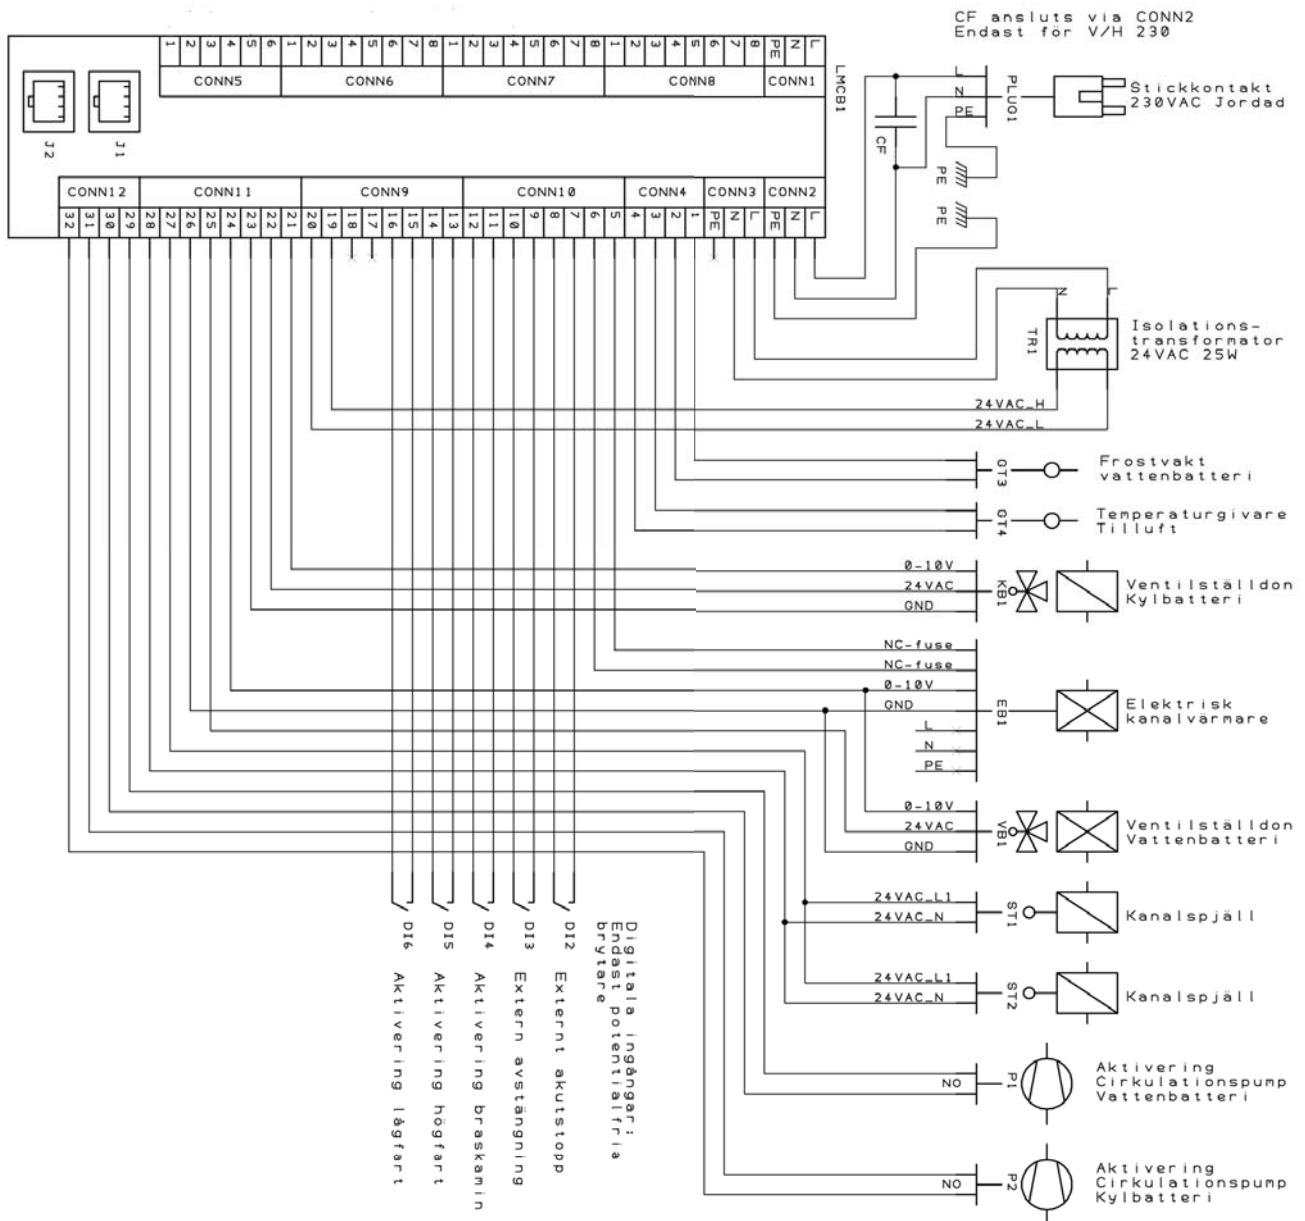 CF ansluts via CONN2
Endast för V/H 230
1 2 3 4 5 6 1 2 3 4 5 6 7 8 1 2 3 4 5 6 7 8 1 2 3 4 5 6 7 8 PE N L
CONN5 CONN6 CONN7 CONN8 CONN1
LMCB1
J2 J1
CONN12 CONN11 CONN9 CONN10 CONN4 CONN3 CONN2
32 31 30 29 28 27 26 25 24 23 22 21 20 19 18 17 16 15 14 13 12 11 10 9 8 7 6 5 4 3 2 1 PE N L PE N L
CF
L
N
PE
PLUG1
Stickkontakt
230VAC Jordad
PE
PE
N L
TR1
Isolations-
transformator
24VAC 25W
24VAC_H
24VAC_L
GT3
Frostvakt
vattenbatteri
GT4
Temperaturgivare
Tilluft
0-10V
24VAC
GND
KB1
Ventilställdon
Kylbatteri
NC-fuse
NC-fuse
0-10V
GND
L
N
PE
EB1
Elektrisk
kanalvärmare
0-10V
24VAC
GND
VB1
Ventilställdon
Vattenbatteri
24VAC_L1
24VAC_N
ST1
Kanalspjäll
24VAC_L1
24VAC_N
ST2
Kanalspjäll
NO
P1
Aktivering
Cirkulationspump
Vattenbatteri
NO
P2
Aktivering
Cirkulationspump
Kylbatteri
Digitala ingångar:
Endast potentialfria
brytare
DI2 Externt akutstopp
DI3 Extern avstängning
DI4 Aktivering braskamin
DI5 Aktivering högfart
DI6 Aktivering lågfart